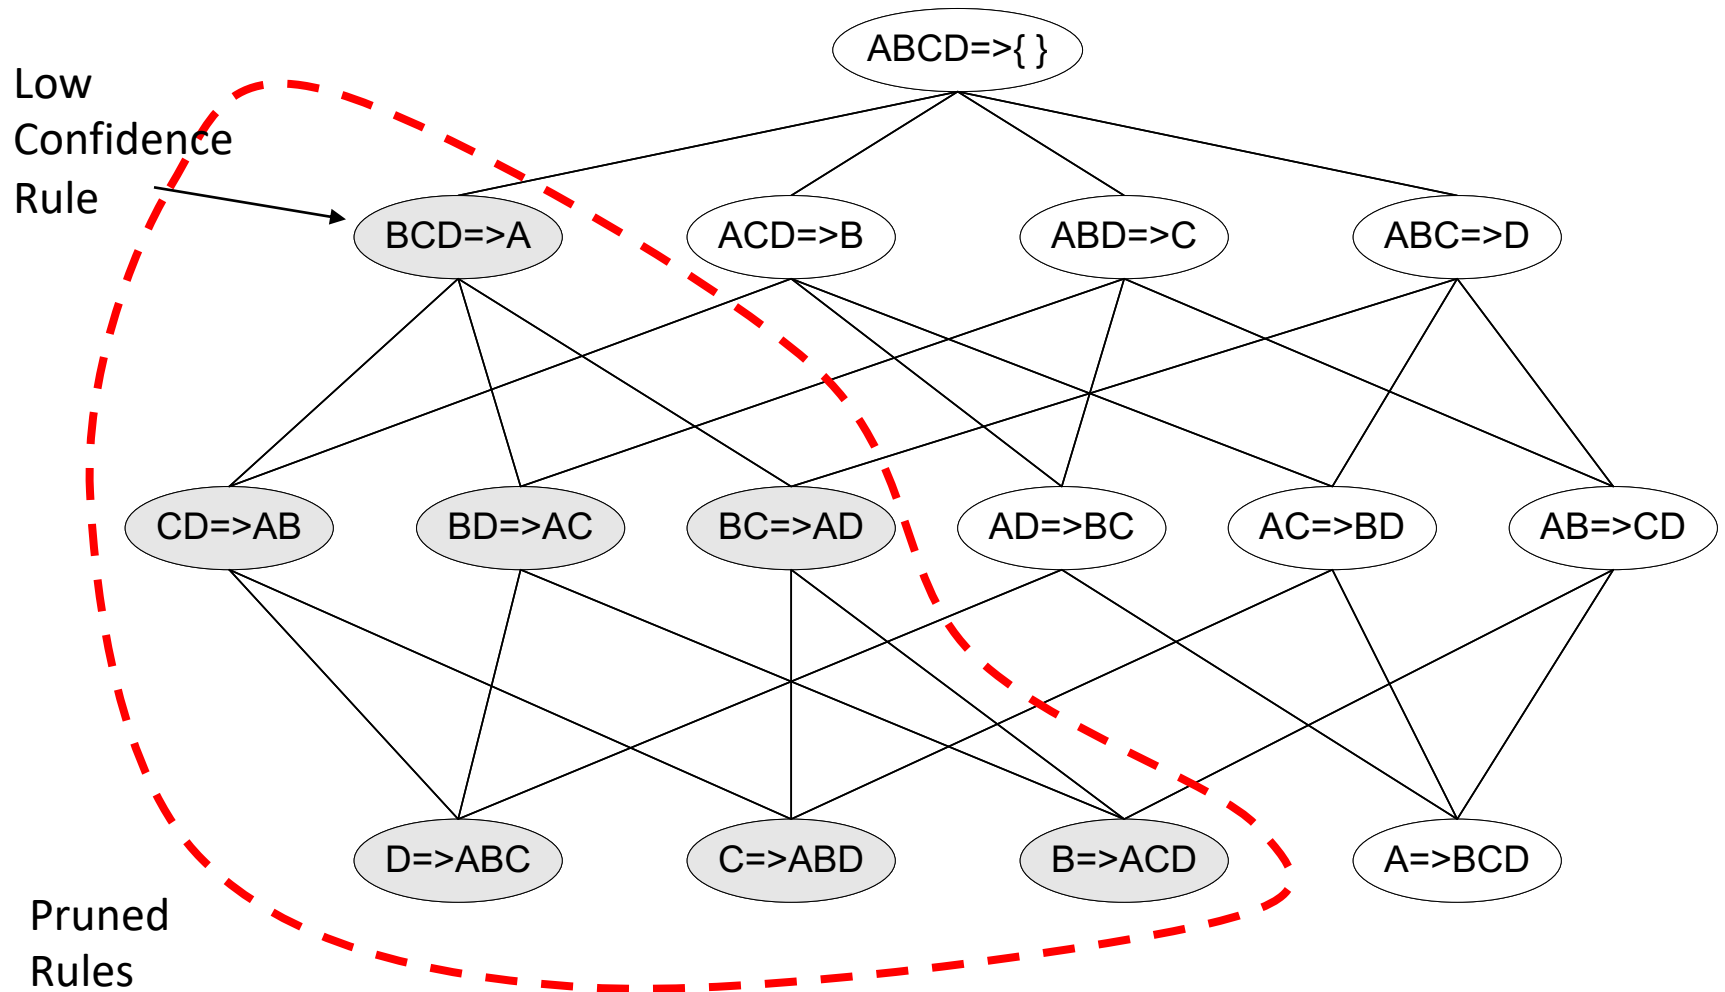 ABCD=>{ }
Low
Confidence
Rule
BCD=>A
ACD=>B
ABD=>C
ABC=>D
CD=>AB
BD=>AC
BC=>AD
AD=>BC
AC=>BD
AB=>CD
D=>ABC
C=>ABD
B=>ACD
A=>BCD
Pruned
Rules